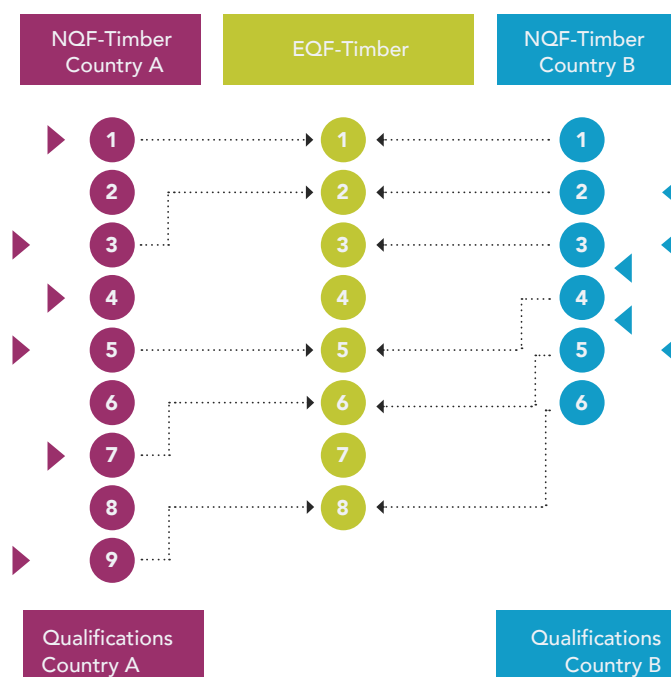 NQF-Timber
Country A
EQF-Timber
NQF-Timber
Country B
1 1 1
2 2 2
3 3 3
4 4 4
5 5 5
6 6 6
7 7
8 8
9
Qualifications
Country A
Qualifications
Country B